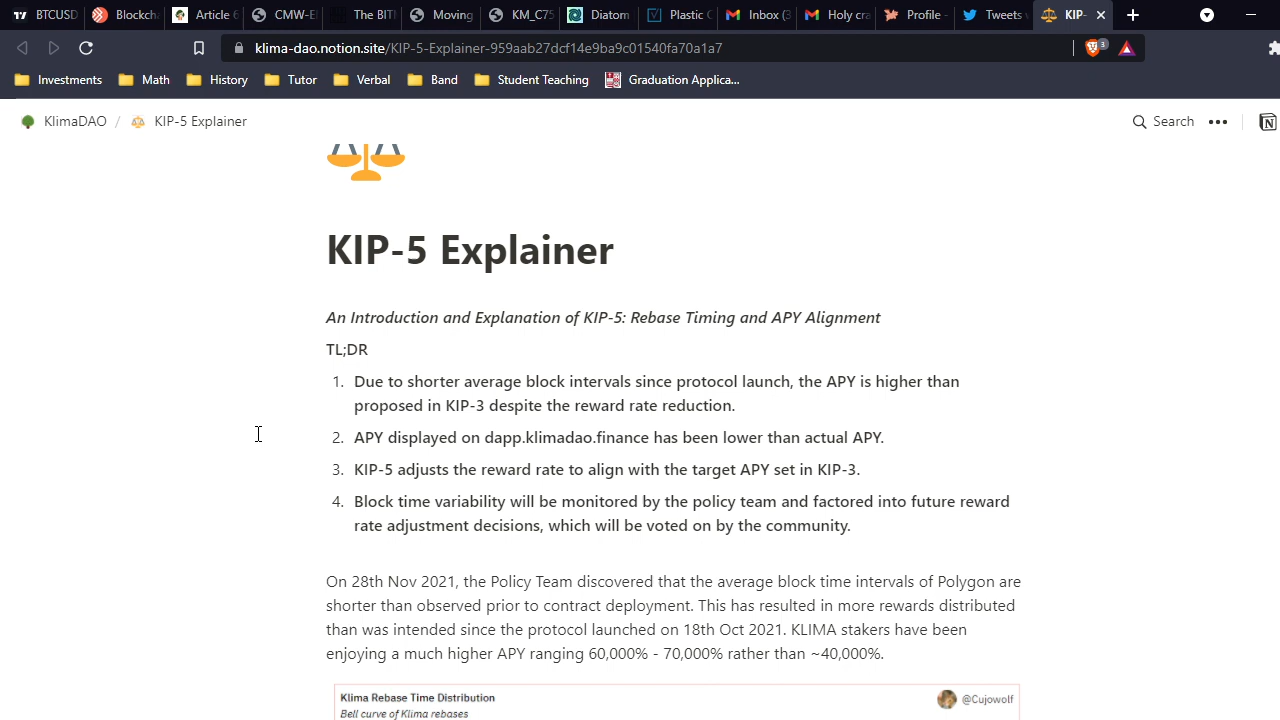 BTCUSD
Blockch
Article 6
CMW-E
The BIT
Moving
KM_C75
Diatom
Plastic C
Inbox (3
Holy cra
Profile -
Tweets
KIP-
klima-dao.notion.site/KIP-5-Explainer-959aab27dcf14e9ba9c01540fa70a1a7
3
Investments
Math
History
Tutor
Verbal
Band
Student Teaching
Graduation Applica...
KlimaDAO / KIP-5 Explainer
Search
KIP-5 Explainer
An Introduction and Explanation of KIP-5: Rebase Timing and APY Alignment
TL;DR
1. Due to shorter average block intervals since protocol launch, the APY is higher than
proposed in KIP-3 despite the reward rate reduction.
2. APY displayed on dapp.klimadao.finance has been lower than actual APY.
3. KIP-5 adjusts the reward rate to align with the target APY set in KIP-3.
4. Block time variability will be monitored by the policy team and factored into future reward
rate adjustment decisions, which will be voted on by the community.
On 28th Nov 2021, the Policy Team discovered that the average block time intervals of Polygon are
shorter than observed prior to contract deployment. This has resulted in more rewards distributed
than was intended since the protocol launched on 18th Oct 2021. KLIMA stakers have been
enjoying a much higher APY ranging 60,000% - 70,000% rather than ~40,000%.
Klima Rebase Time Distribution
@Cujowolf
Bell curve of Klima rebases